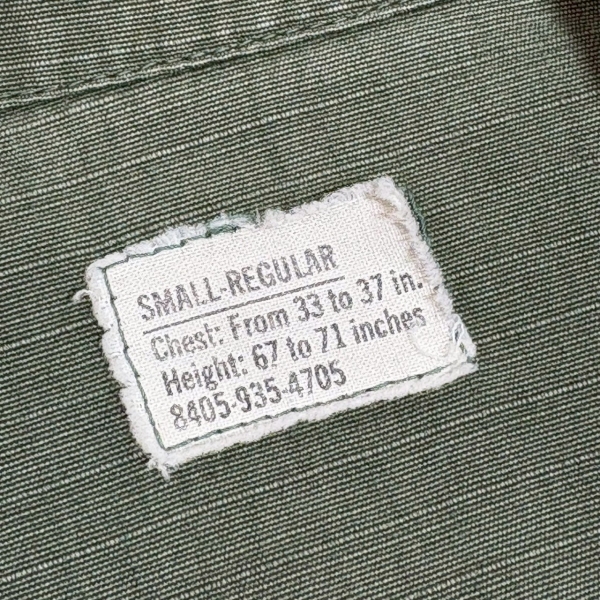 SMALL-REGULAR
Chest: From 33 to 37 in.
Height: 67 to 71 inches
8405-935-4705